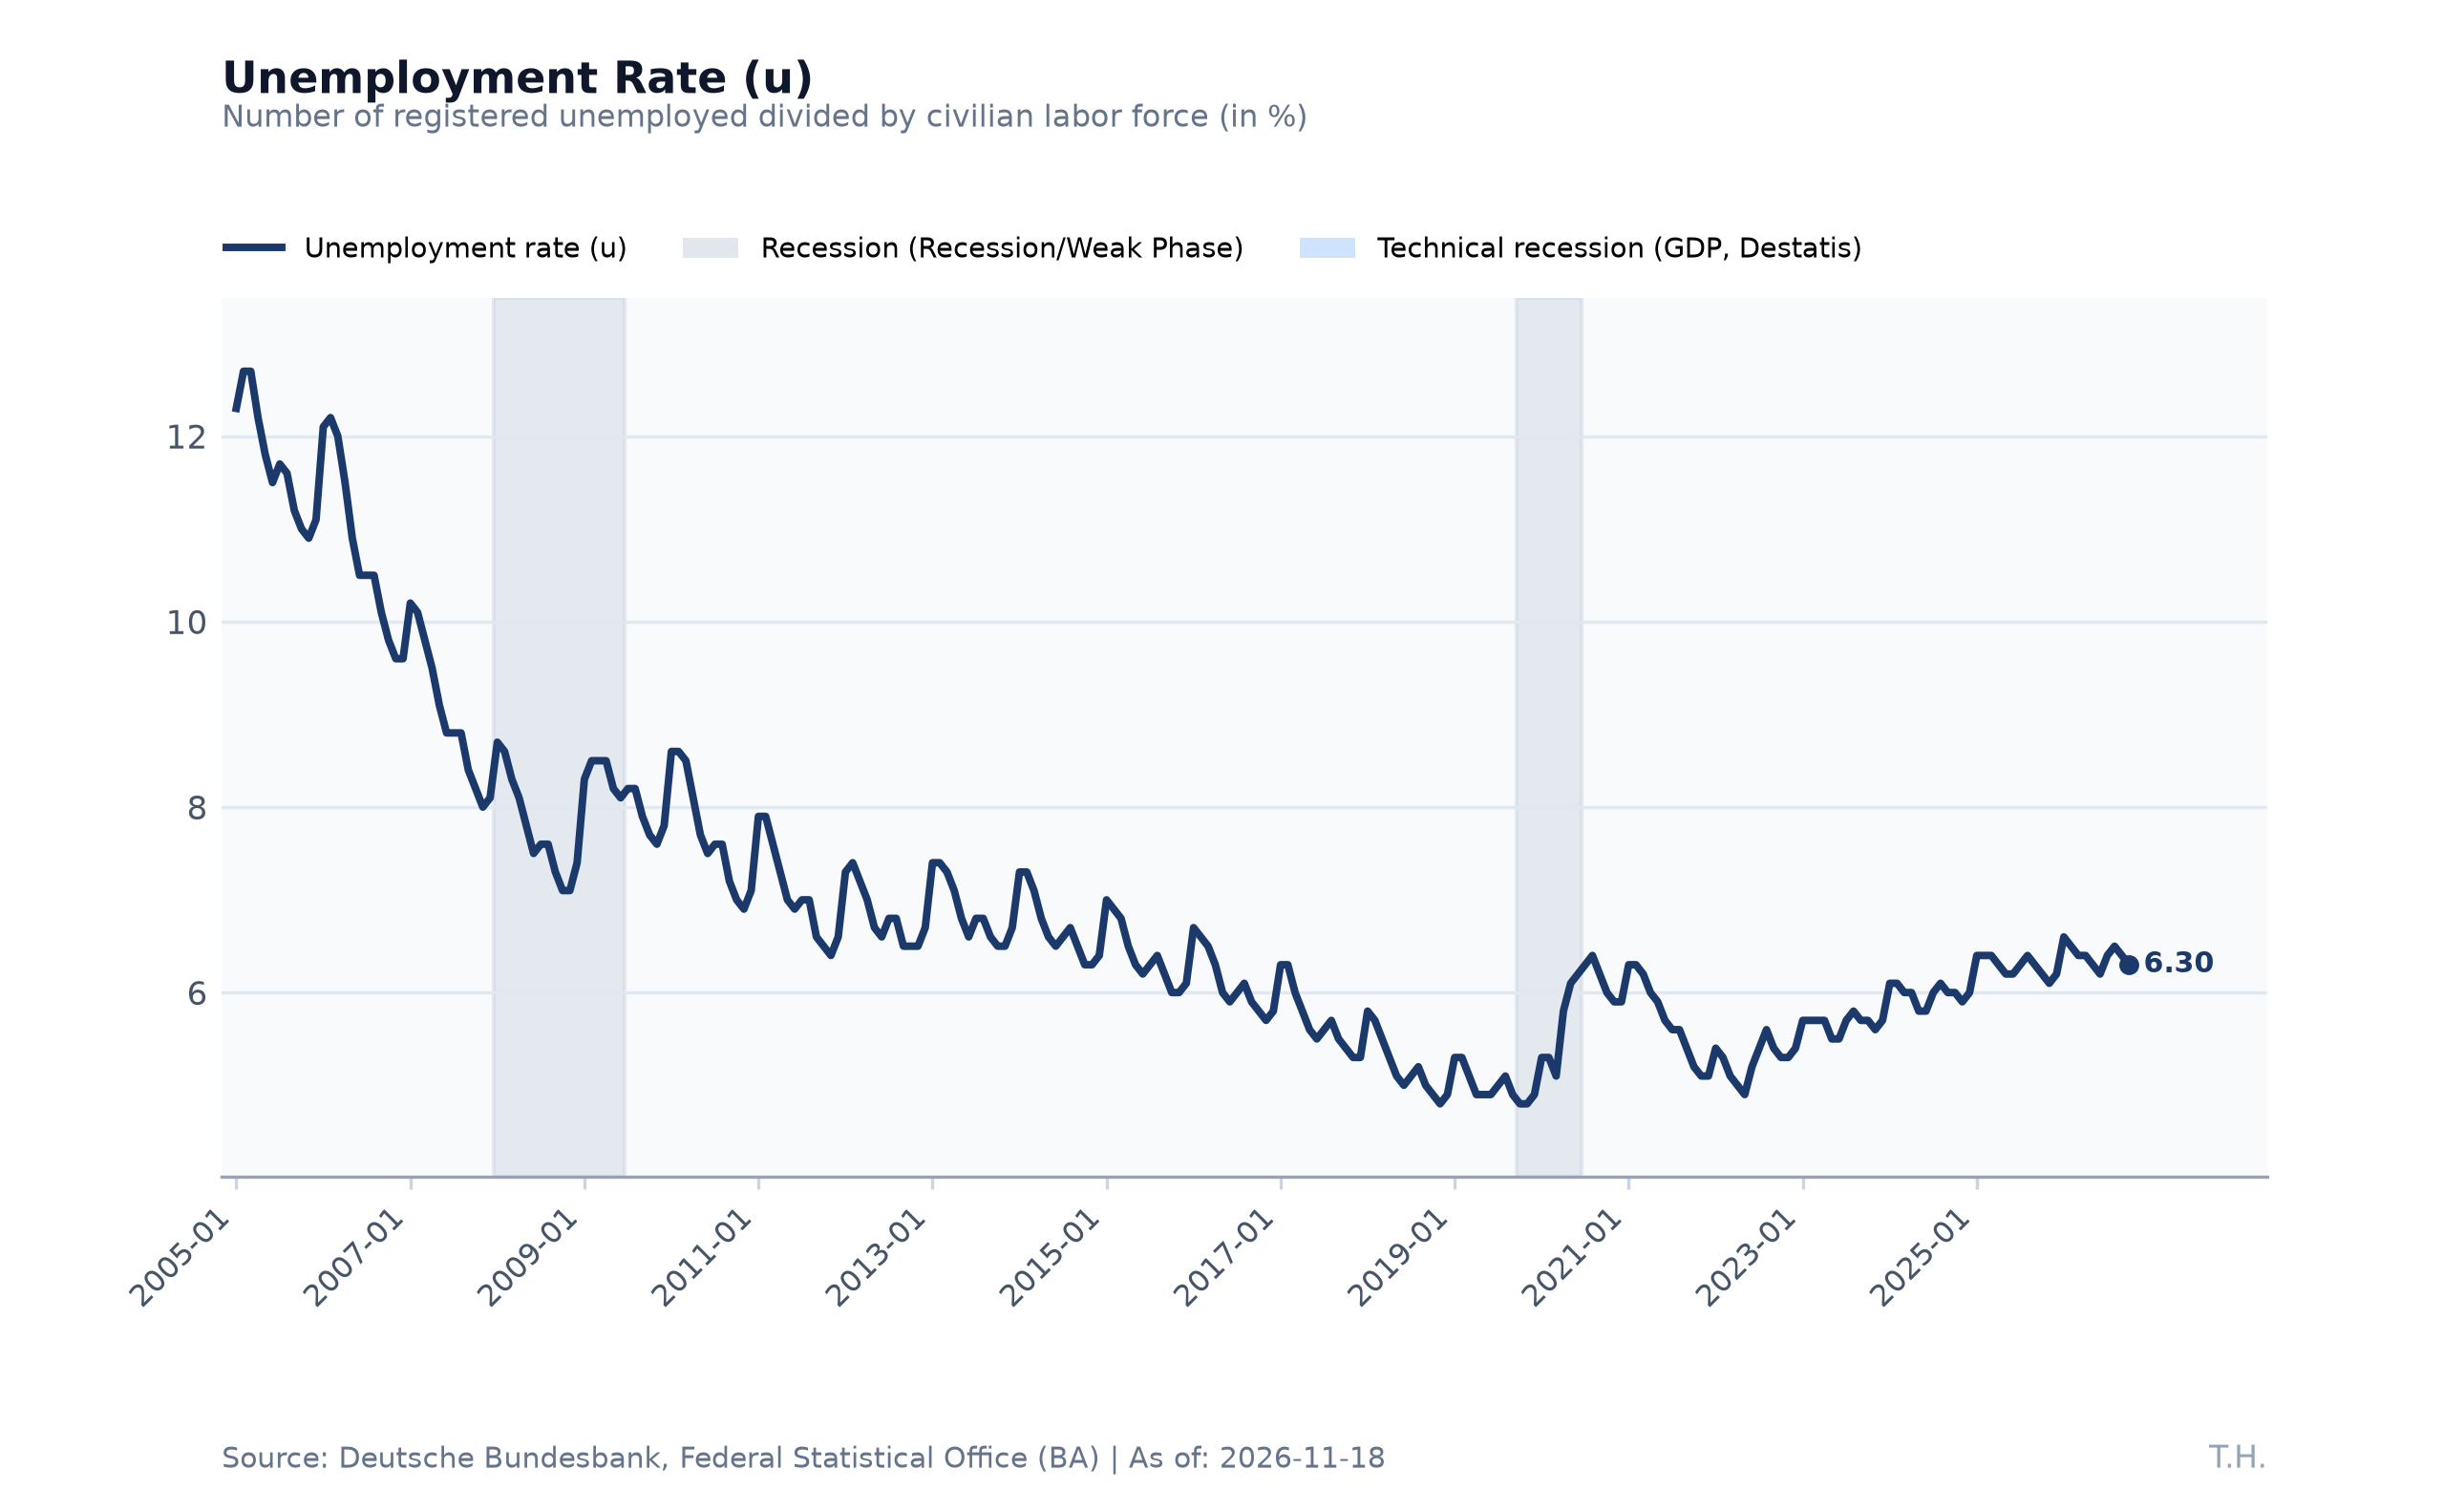 Unemployment Rate (u)
Number of registered unemployed divided by civilian labor force (in %)
Unemployment rate (u)
Recession (Recession/Weak Phase)
Technical recession (GDP, Destatis)
12
10
8
6
6.30
2005-01
2007-01
2009-01
2011-01
2013-01
2015-01
2017-01
2019-01
2021-01
2023-01
2025-01
Source: Deutsche Bundesbank, Federal Statistical Office (BA) | As of: 2026-11-18
T.H.